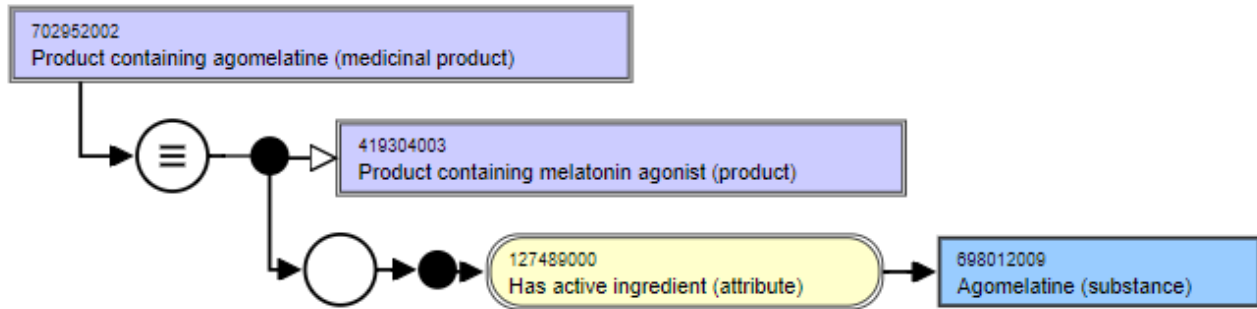 702952002
Product containing agomelatine (medicinal product)
419304003
Product containing melatonin agonist (product)
127489000
Has active ingredient (attribute)
698012009
Agomelatine (substance)